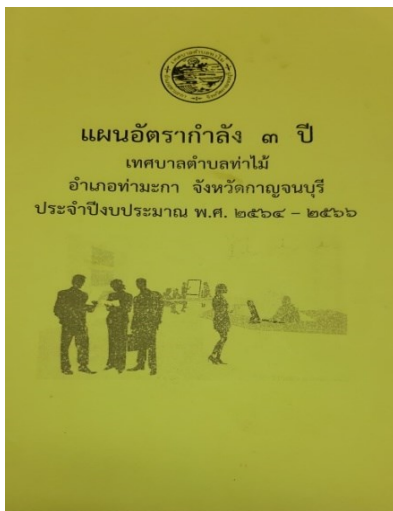 แผนอัตรากำลัง ๓ ปี
เทศบาลตำบลท่าไม้
อำเภอท่ามะกา จังหวัดกาญจนบุรี
ประจำปีงบประมาณ พ.ศ. ๒๕๖๔ - ๒๕๖๖